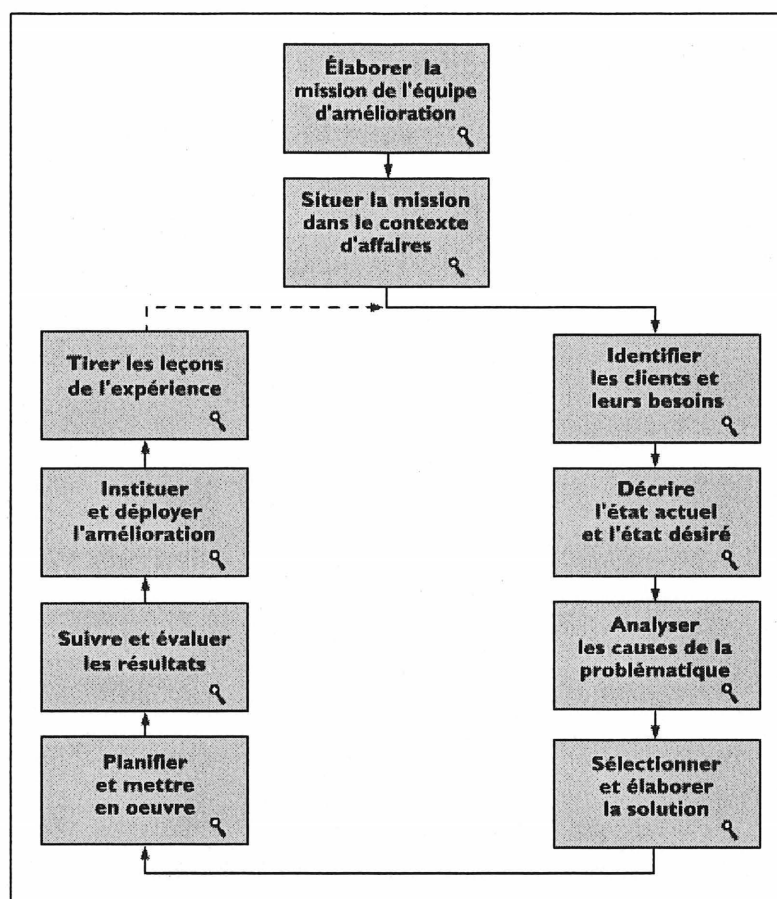 Élaborer la
mission de l'équipe
d'amélioration
Situer la mission
dans le contexte
d'affaires
Identifier
les clients et
leurs besoins
Décrire
l'état actuel
et l'état désiré
Analyser
les causes de la
problématique
Sélectionner
et élaborer
la solution
Planifier
et mettre
en oeuvre
Suivre et évaluer
les résultats
Instituer
et déployer
l'amélioration
Tirer les leçons
de l'expérience